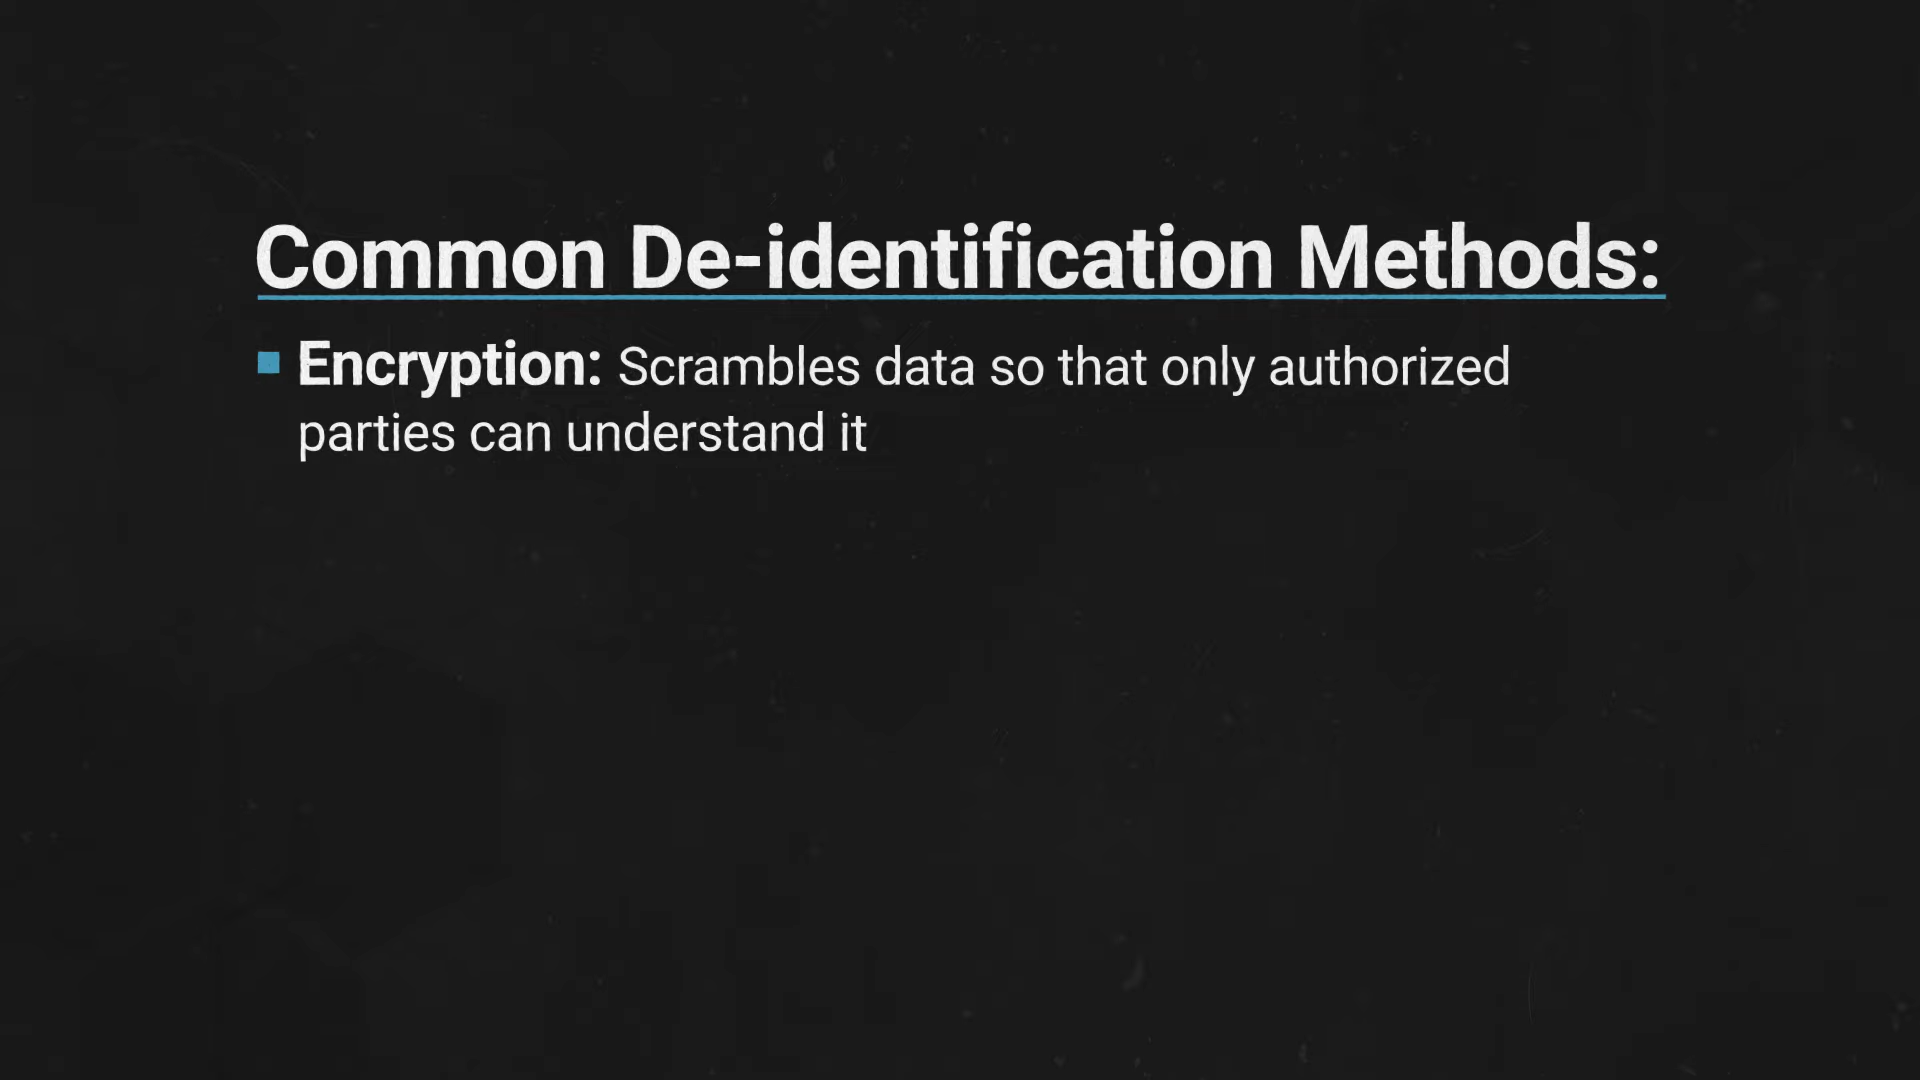 Common De-identification Methods:
Encryption: Scrambles data so that only authorized
parties can understand it